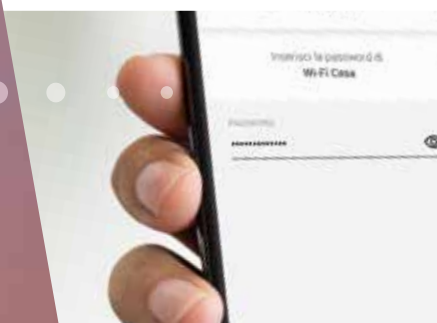 Inserisci la password di
Wi-Fi Casa
PASSWORD
••••••••••••